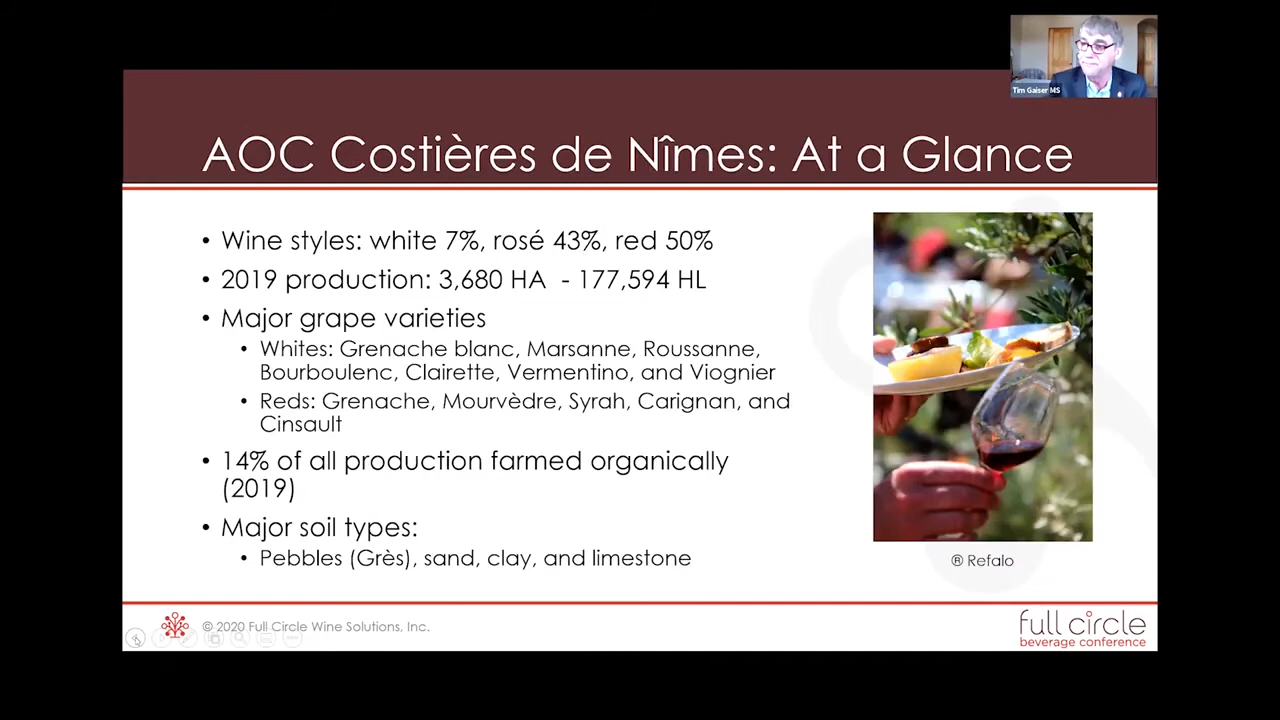 Tim Gaiser MS
AOC Costières de Nîmes: At a Glance
• Wine styles: white 7%, rosé 43%, red 50%
• 2019 production: 3,680 HA - 177,594 HL
• Major grape varieties
• Whites: Grenache blanc, Marsanne, Roussanne,
Bourboulenc, Clairette, Vermentino, and Viognier
• Reds: Grenache, Mourvèdre, Syrah, Carignan, and
Cinsault
• 14% of all production farmed organically
(2019)
• Major soil types:
• Pebbles (Grès), sand, clay, and limestone
® Refalo
© 2020 Full Circle Wine Solutions, Inc.
full circle
beverage conference